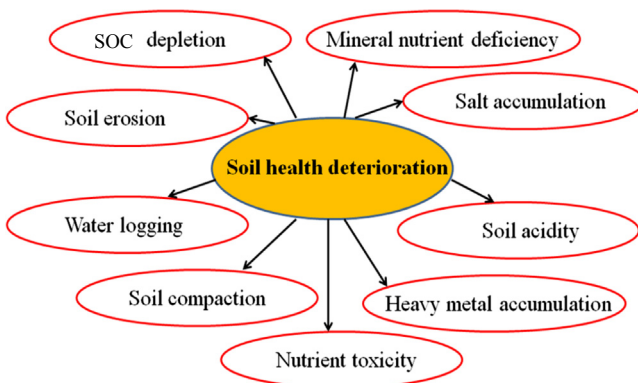 SOC depletion
Mineral nutrient deficiency
Soil erosion
Salt accumulation
Soil health deterioration
Water logging
Soil acidity
Soil compaction
Heavy metal accumulation
Nutrient toxicity